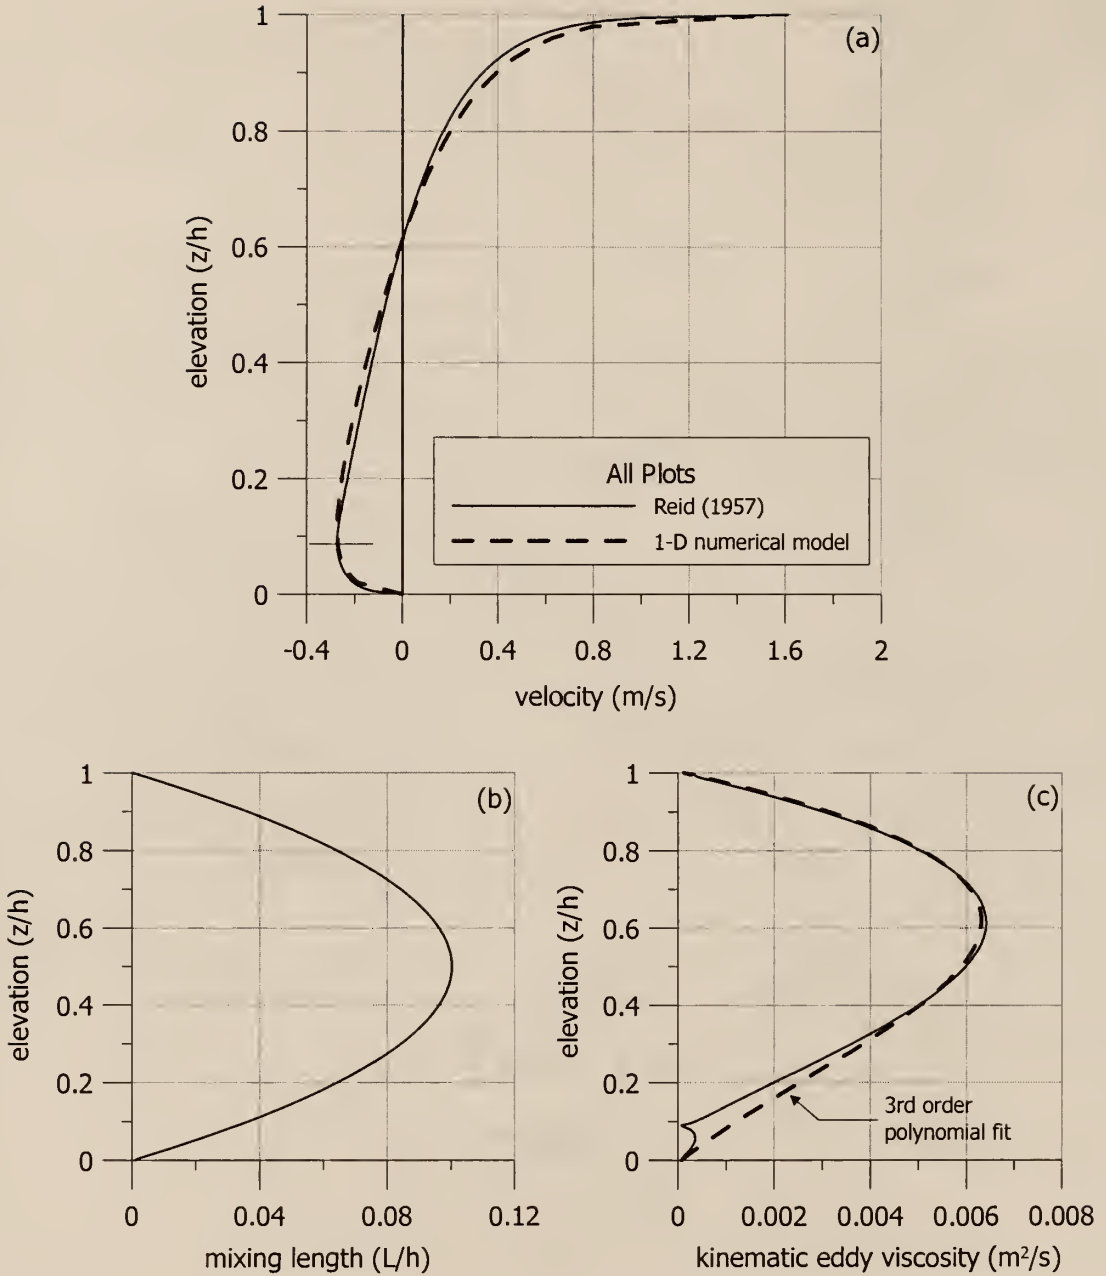 (a)
1
0.8
0.6
0.4
0.2
0
elevation (z/h)
All Plots
Reid (1957)
1-D numerical model
-0.4 0 0.4 0.8 1.2 1.6 2
velocity (m/s)
(b)
1
0.8
0.6
0.4
0.2
0
elevation (z/h)
0 0.04 0.08 0.12
mixing length (L/h)
(c)
1
0.8
0.6
0.4
0.2
0
elevation (z/h)
3rd order
polynomial fit
0 0.002 0.004 0.006 0.008
kinematic eddy viscosity (m²/s)